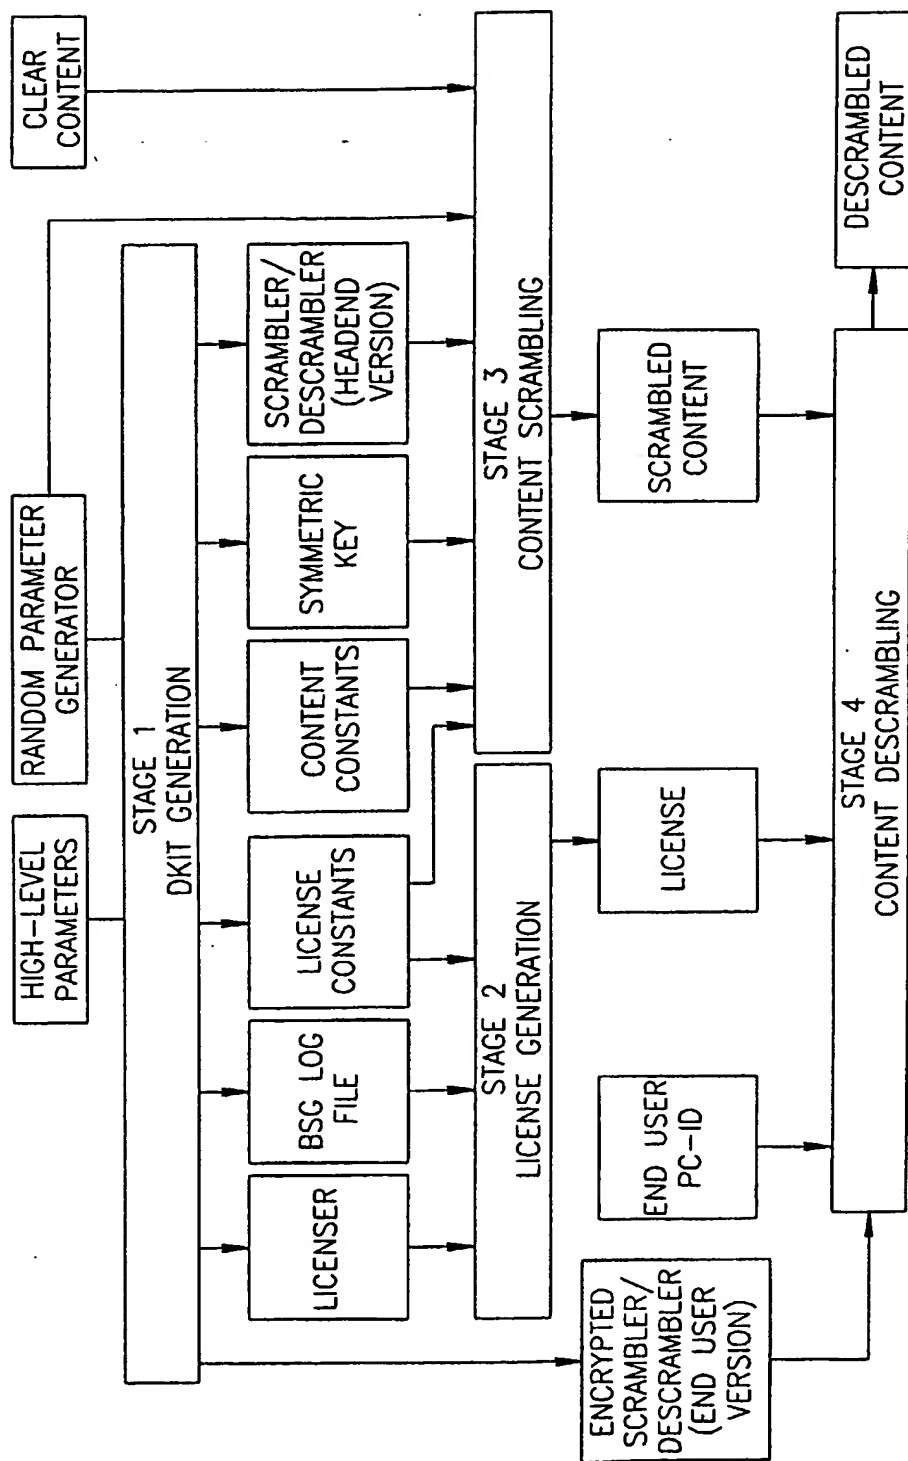 HIGH-LEVEL
PARAMETERS
RANDOM PARAMETER
GENERATOR
CLEAR
CONTENT
STAGE 1
DKIT GENERATION
LICENSER
BSG LOG
FILE
LICENSE
CONSTANTS
CONTENT
CONSTANTS
SYMMETRIC
KEY
SCRAMBLER/
DESCRAMBLER
(HEADEND
VERSION)
STAGE 2
LICENSE GENERATION
STAGE 3
CONTENT SCRAMBLING
ENCRYPTED
SCRAMBLER/
DESCRAMBLER
(END USER
VERSION)
END USER
PC-ID
LICENSE
SCRAMBLED
CONTENT
STAGE 4
CONTENT DESCRAMBLING
DESCRAMBLED
CONTENT